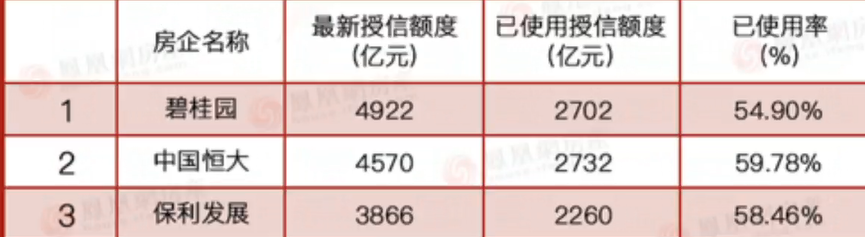 房企名称 最新授信额度 已使用授信额度 已使用率
(亿元) (亿元) (%)
1 碧桂园 4922 2702 54.90%
2 中国恒大 4570 2732 59.78%
3 保利发展 3866 2260 58.46%